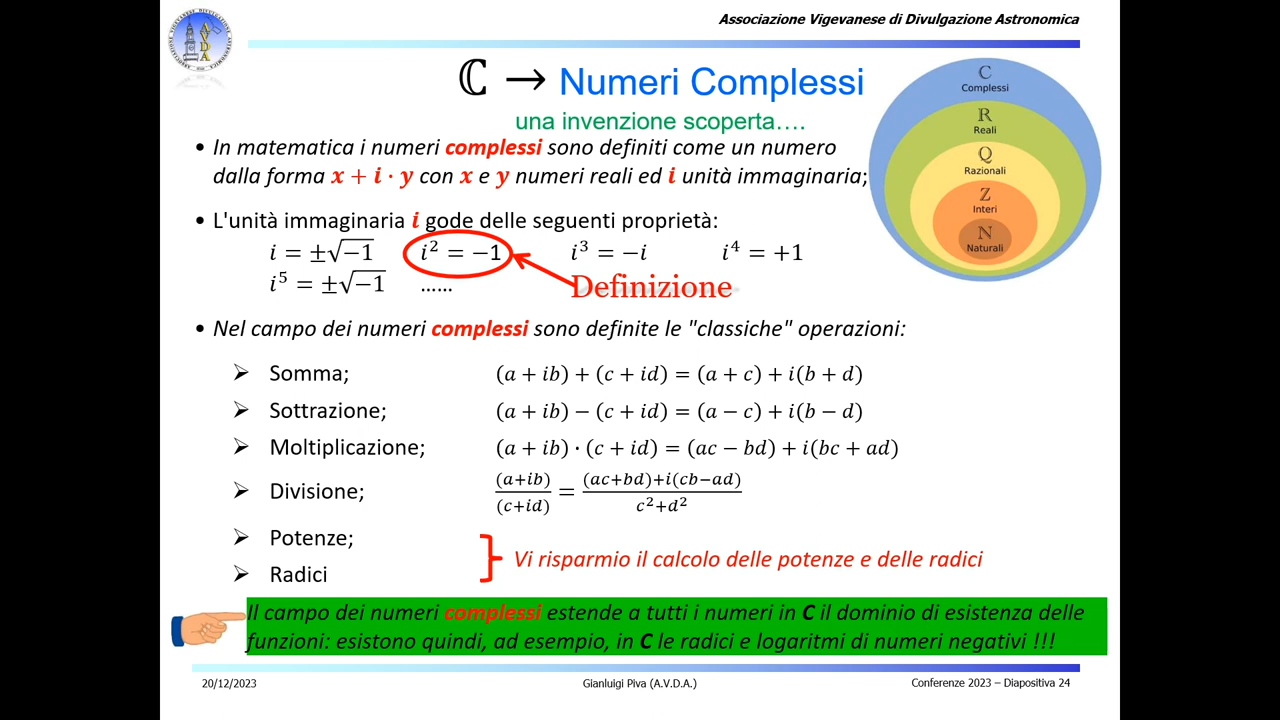 Associazione Vigevanese di Divulgazione Astronomica
ℂ → Numeri Complessi
una invenzione scoperta….
• In matematica i numeri complessi sono definiti come un numero
dalla forma x + i · y con x e y numeri reali ed i unità immaginaria;
C
Complessi
R
Reali
Q
Razionali
Z
Interi
N
Naturali
• L'unità immaginaria i gode delle seguenti proprietà:
i = ±√−1 i² = −1 i³ = −i i⁴ = +1
i⁵ = ±√−1 ……
Definizione
• Nel campo dei numeri complessi sono definite le "classiche" operazioni:
➢ Somma; (a + ib) + (c + id) = (a + c) + i(b + d)
➢ Sottrazione; (a + ib) − (c + id) = (a − c) + i(b − d)
➢ Moltiplicazione; (a + ib) · (c + id) = (ac − bd) + i(bc + ad)
➢ Divisione; (a+ib)/(c+id) = ((ac+bd)+i(cb−ad))/(c²+d²)
➢ Potenze;
➢ Radici
Vi risparmio il calcolo delle potenze e delle radici
Il campo dei numeri complessi estende a tutti i numeri in C il dominio di esistenza delle
funzioni: esistono quindi, ad esempio, in C le radici e logaritmi di numeri negativi !!!
20/12/2023 Gianluigi Piva (A.V.D.A.) Conferenze 2023 – Diapositiva 24